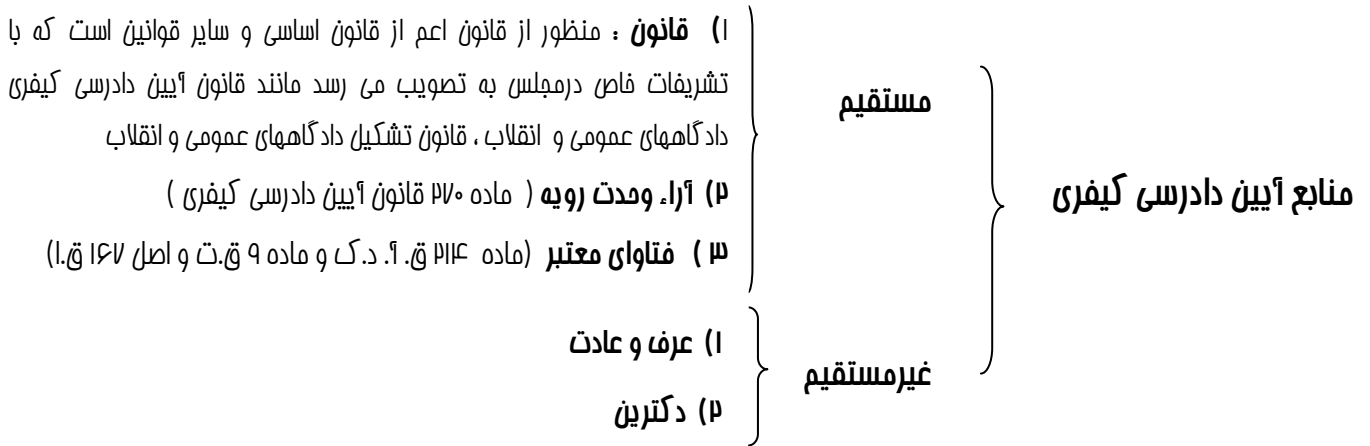 منابع آیین دادرسی کیفری
مستقیم
۱) قانون : منظور از قانون اعم از قانون اساسی و سایر قوانین است که با
تشریفات خاص درمجلس به تصویب می رسد مانند قانون آیین دادرسی کیفری
دادگاههای عمومی و انقلاب ، قانون تشکیل دادگاههای عمومی و انقلاب
۲) آراء وحدت رویه ( ماده ۲۷۰ قانون آیین دادرسی کیفری )
۳ ) فتاوای معتبر (ماده ۲۱۴ ق. آ. د. ک و ماده ۹ ق.ت و اصل ۱۶۷ ق.ا)
غیرمستقیم
۱) عرف و عادت
۲) دکترین